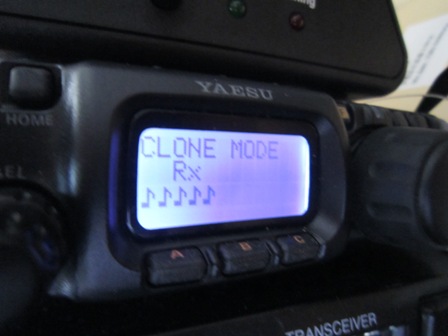 HOME
YAESU
CLONE MODE
Rx
♪♪♪♪♪
A B C
TRANSCEIVER